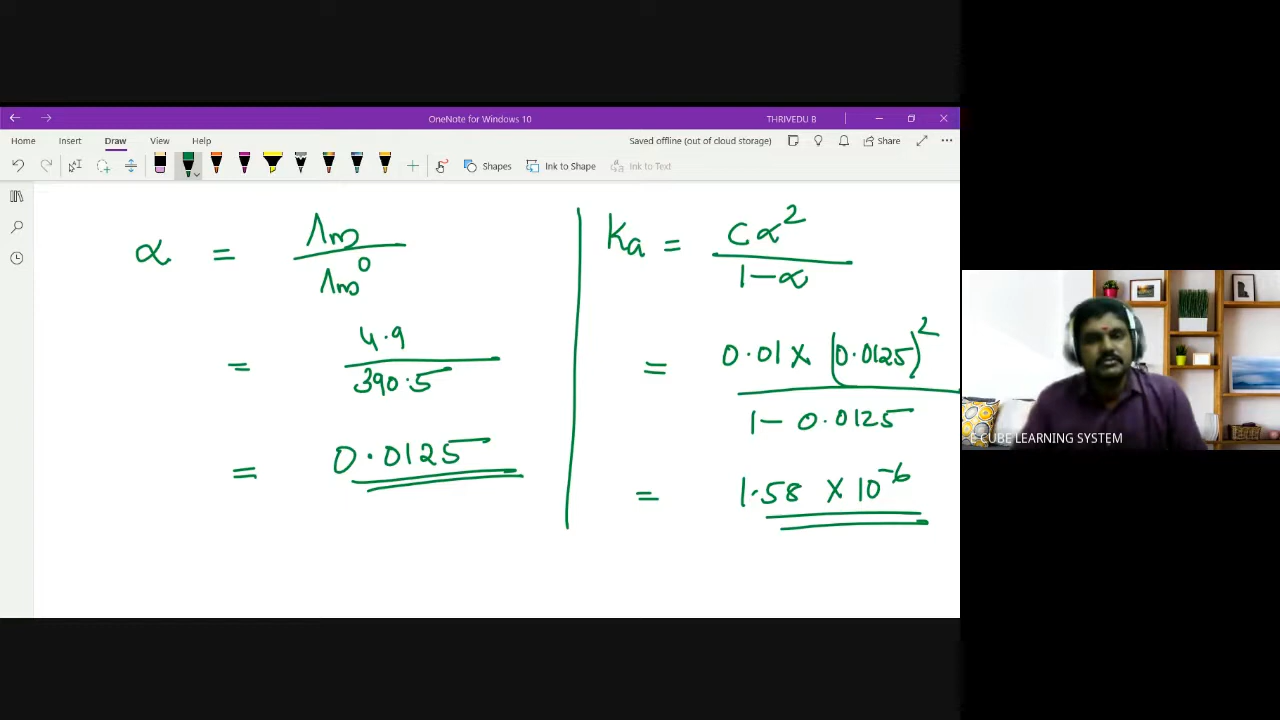 OneNote for Windows 10
THRIVEDU B
Home Insert Draw View Help
Saved offline (out of cloud storage)
Share
Shapes
Ink to Shape
Ink to Text
α = Λm / Λm⁰
= 4.9 / 390.5
= 0.0125
Ka = Cα² / 1-α
= 0.01 × (0.0125)² / 1 - 0.0125
= 1.58 × 10⁻⁶
E CUBE LEARNING SYSTEM